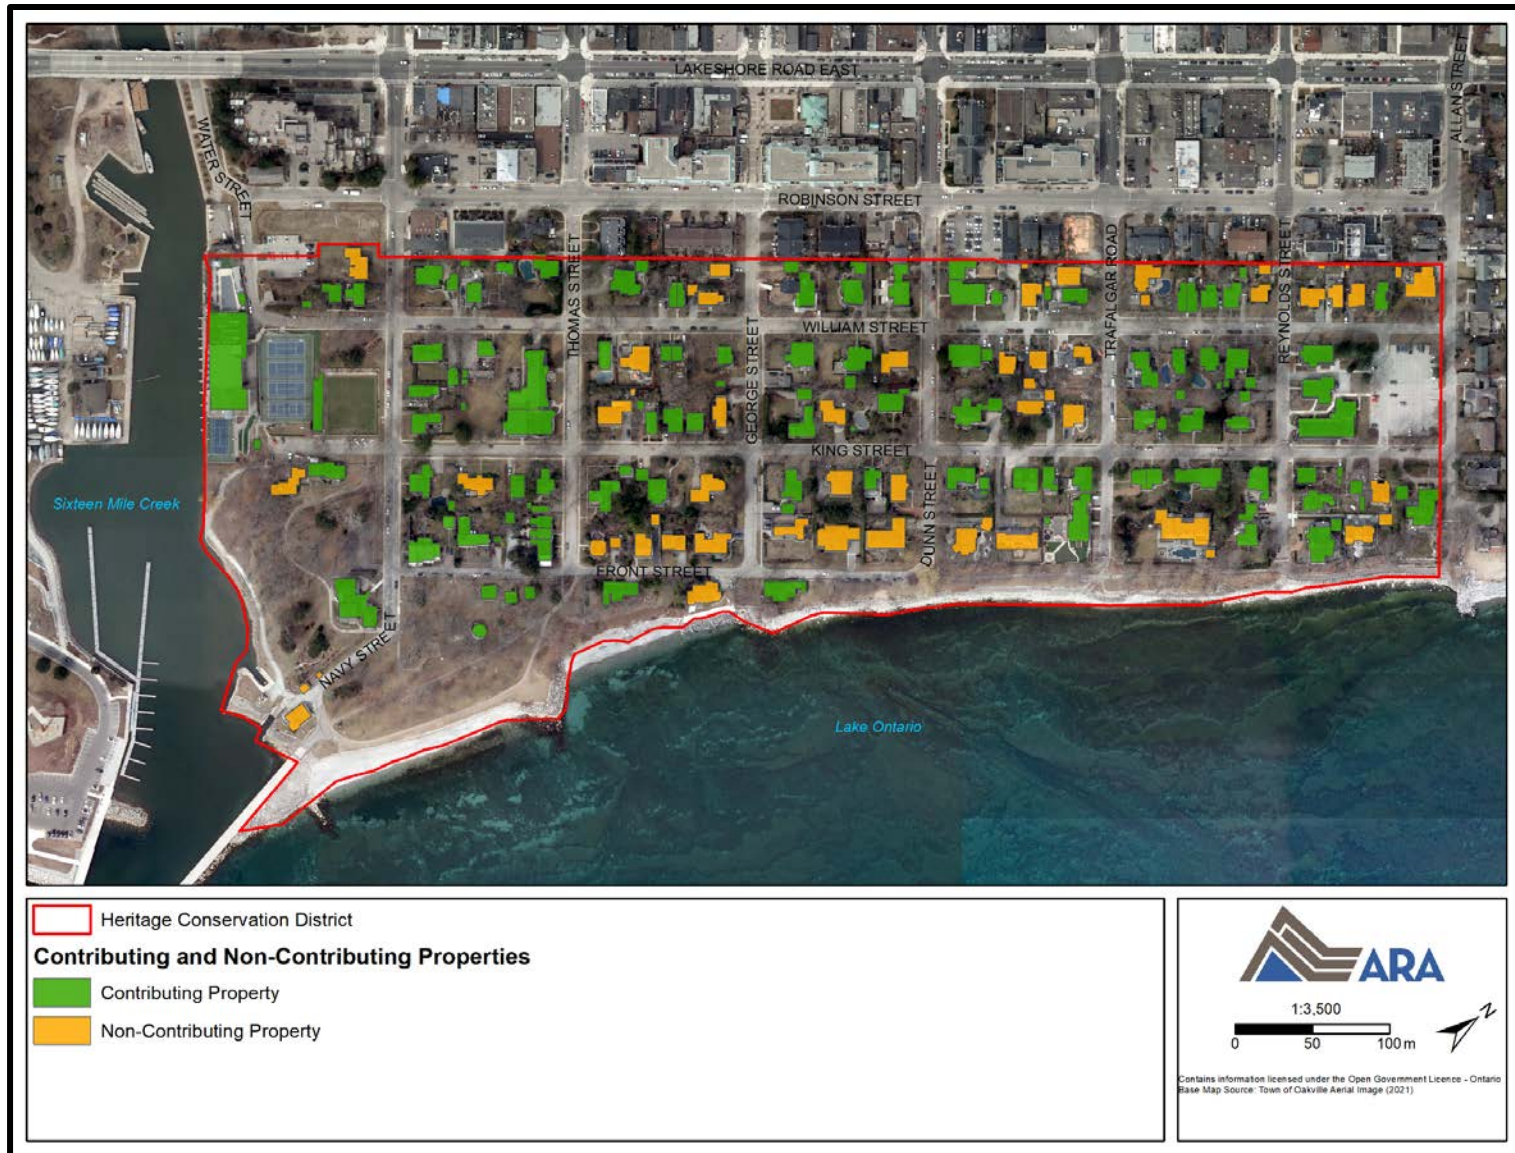 LAKESHORE ROAD EAST
ALLAN STREET
WATER STREET
ROBINSON STREET
THOMAS STREET
TRAFALGAR ROAD
REYNOLDS STREET
WILLIAM STREET
GEORGE STREET
KING STREET
Sixteen Mile Creek
DUNN STREET
FRONT STREET
NAVY STREET
Lake Ontario
Heritage Conservation District
Contributing and Non-Contributing Properties
Contributing Property
Non-Contributing Property
ARA
1:3,500
0 50 100 m
N
Contains information licensed under the Open Government Licence - Ontario
Base Map Source: Town of Oakville Aerial Image (2021)